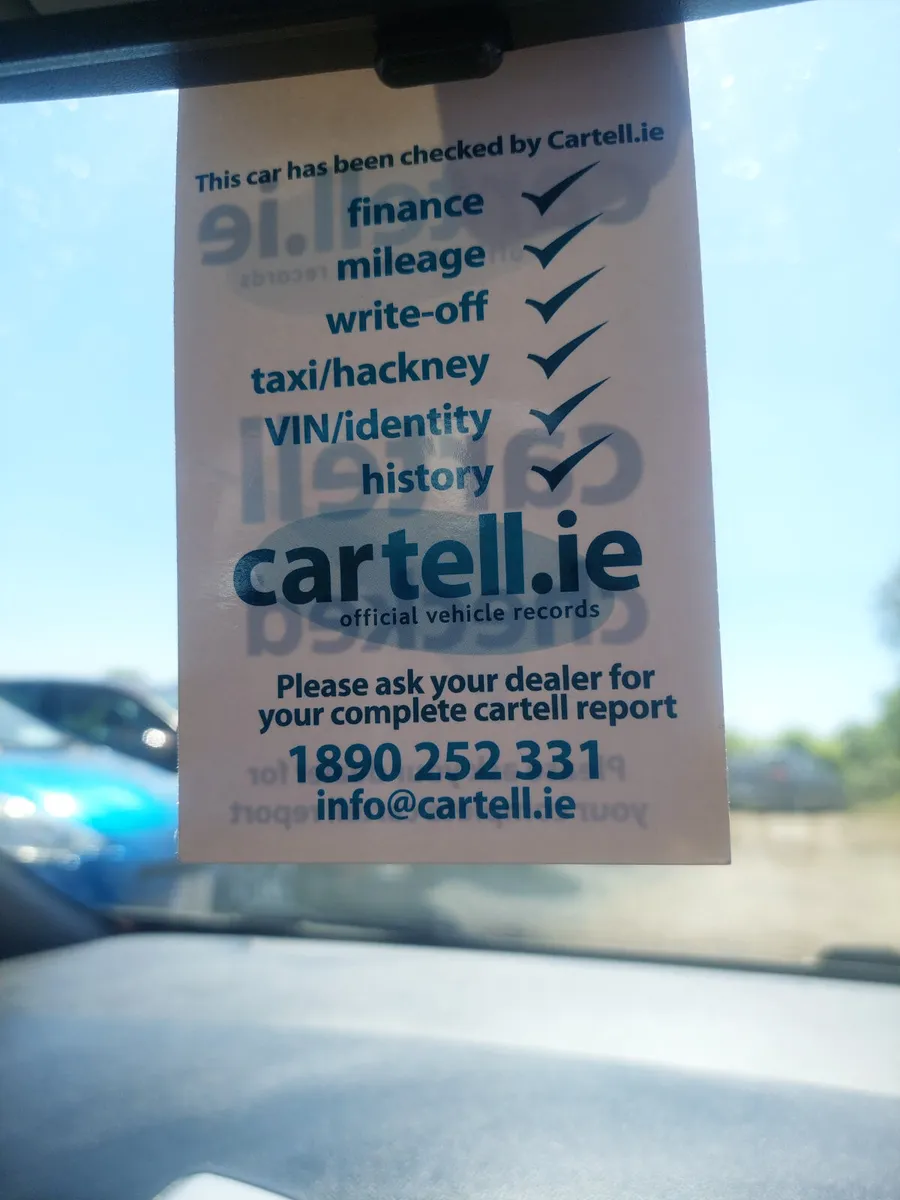 This car has been checked by Cartell.ie
finance ✓
mileage ✓
write-off ✓
taxi/hackney ✓
VIN/identity ✓
history ✓
cartell.ie
official vehicle records
Please ask your dealer for
your complete cartell report
1890 252 331
info@cartell.ie